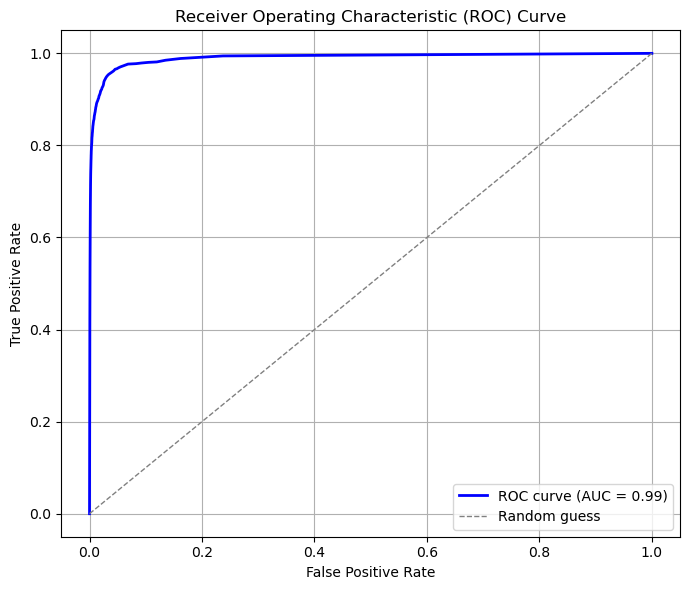 Receiver Operating Characteristic (ROC) Curve
1.0
0.8
0.6
0.4
0.2
0.0
True Positive Rate
ROC curve (AUC = 0.99)
Random guess
0.0 0.2 0.4 0.6 0.8 1.0
False Positive Rate